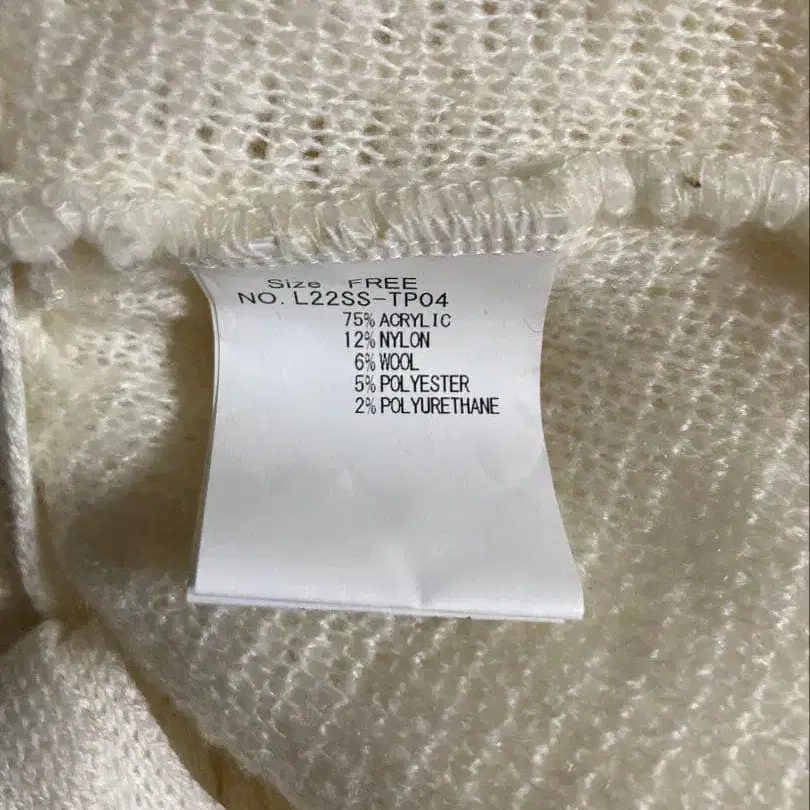 Size FREE
NO. L22SS-TP04
75% ACRYLIC
12% NYLON
6% WOOL
5% POLYESTER
2% POLYURETHANE